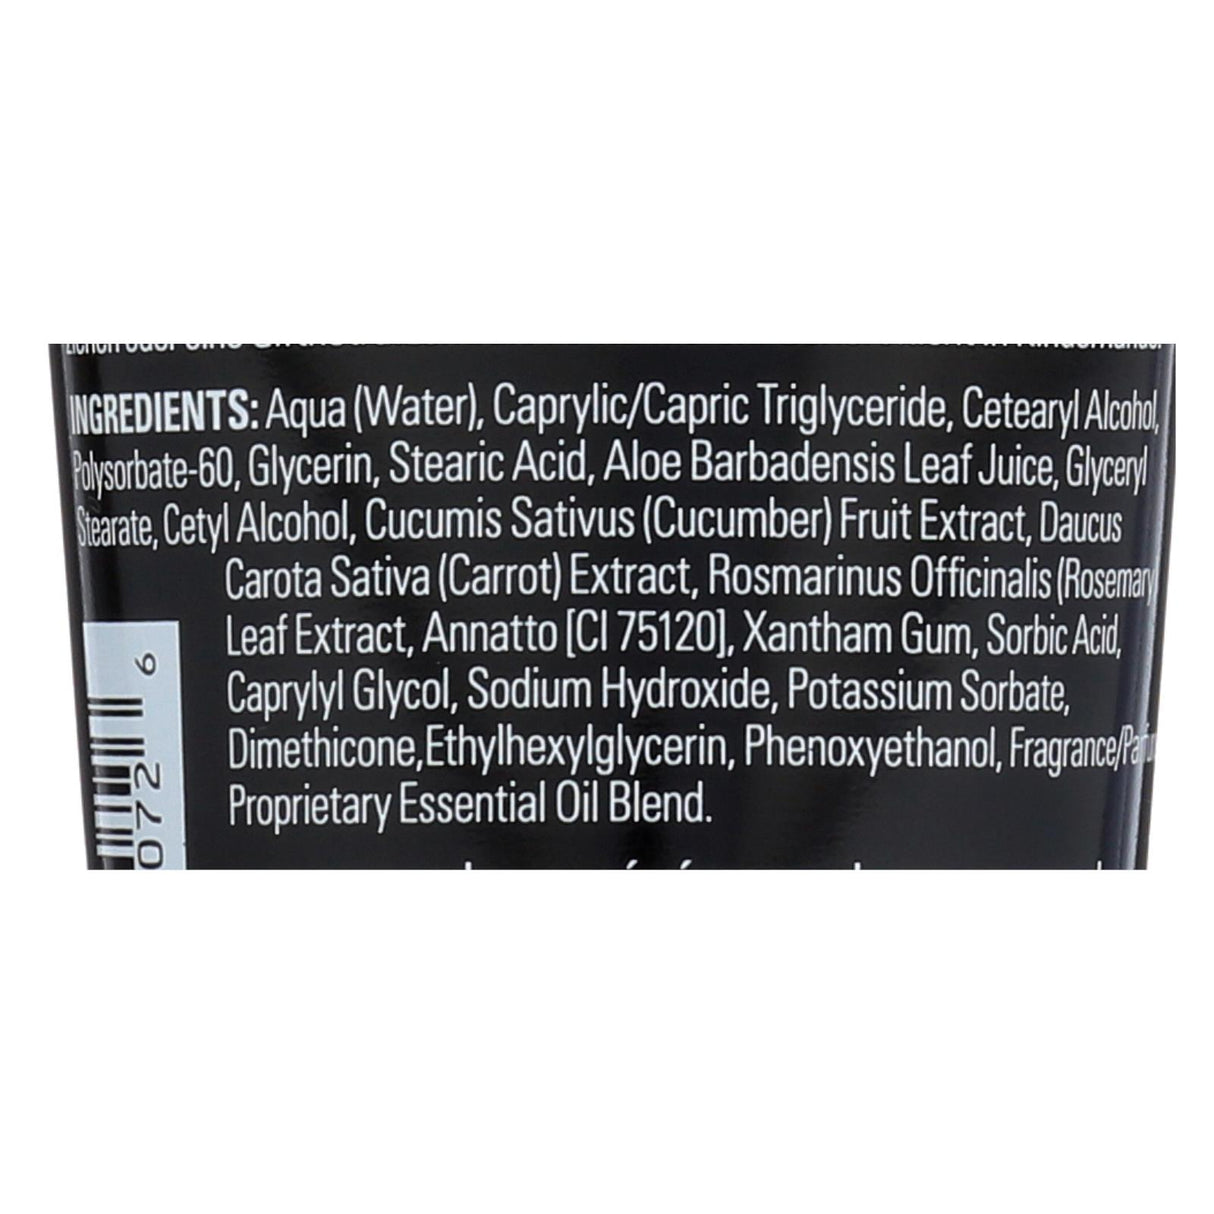 INGREDIENTS: Aqua (Water), Caprylic/Capric Triglyceride, Cetearyl Alcohol,
Polysorbate-60, Glycerin, Stearic Acid, Aloe Barbadensis Leaf Juice, Glyceryl
Stearate, Cetyl Alcohol, Cucumis Sativus (Cucumber) Fruit Extract, Daucus
Carota Sativa (Carrot) Extract, Rosmarinus Officinalis (Rosemary
Leaf Extract, Annatto [CI 75120], Xantham Gum, Sorbic Acid,
Caprylyl Glycol, Sodium Hydroxide, Potassium Sorbate,
Dimethicone,Ethylhexylglycerin, Phenoxyethanol, Fragrance/Parfum
Proprietary Essential Oil Blend.
072 6